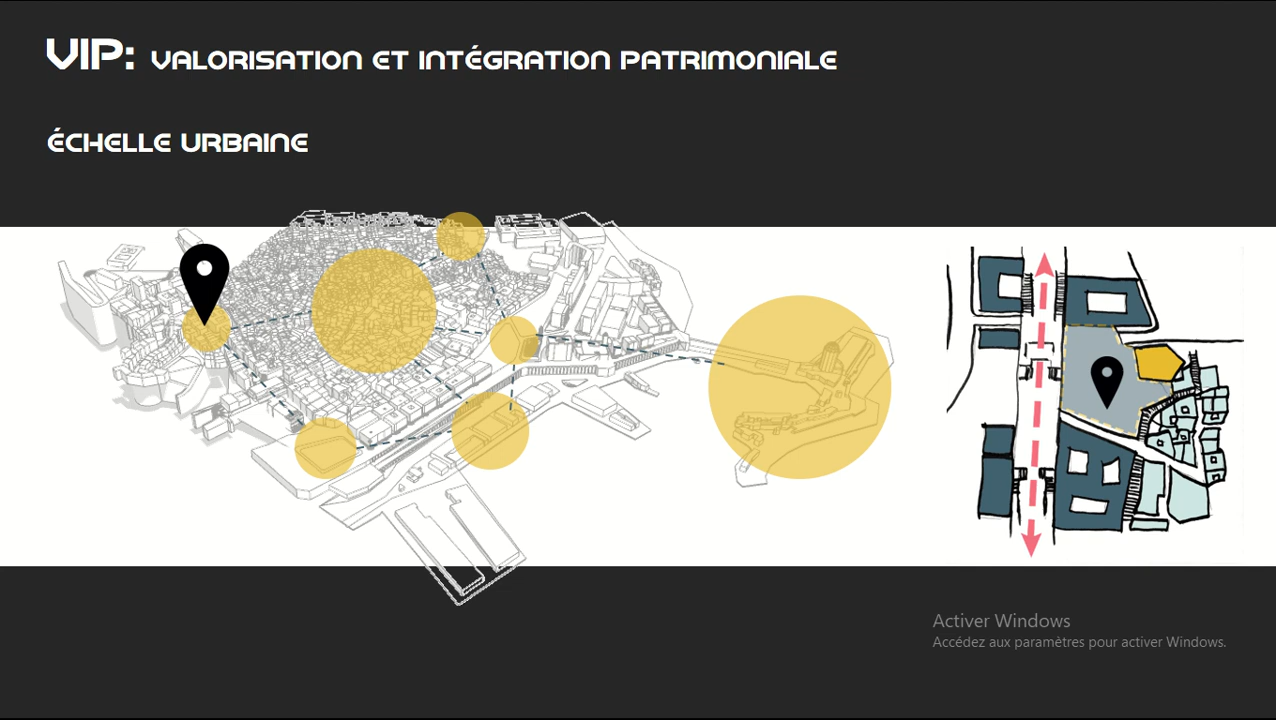 VIP: VALORISATION ET INTÉGRATION PATRIMONIALE
ÉCHELLE URBAINE
Activer Windows
Accédez aux paramètres pour activer Windows.